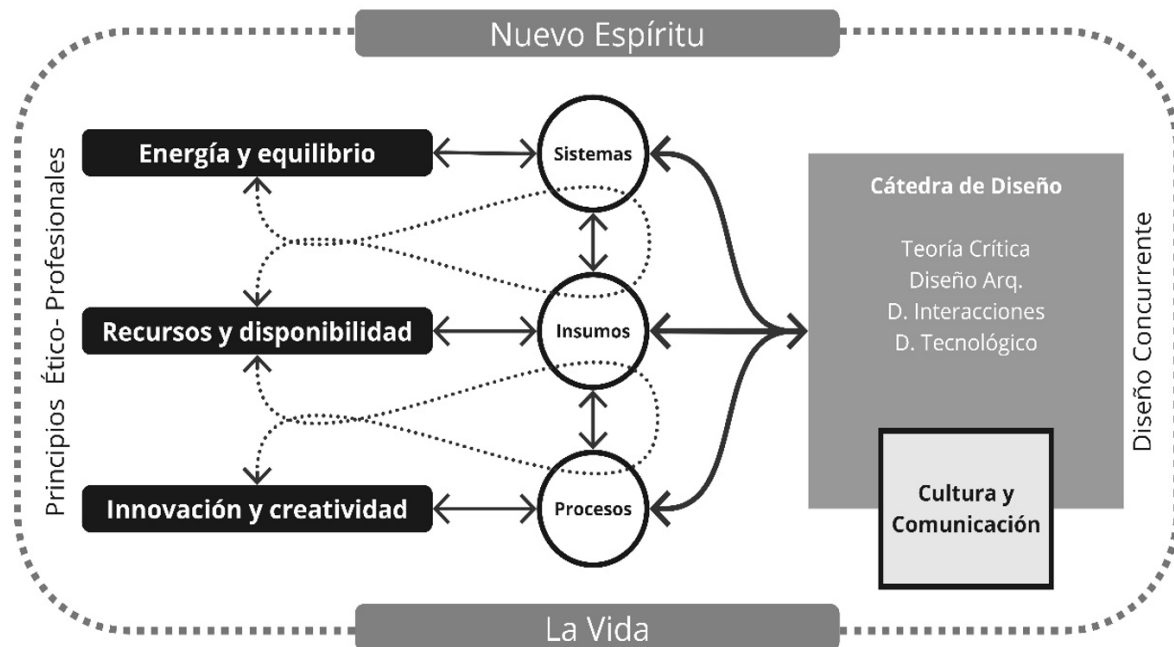 Nuevo Espíritu
Principios Ético- Profesionales
Energía y equilibrio
Recursos y disponibilidad
Innovación y creatividad
Sistemas
Insumos
Procesos
Cátedra de Diseño
Teoría Crítica
Diseño Arq.
D. Interacciones
D. Tecnológico
Cultura y
Comunicación
Diseño Concurrente
La Vida